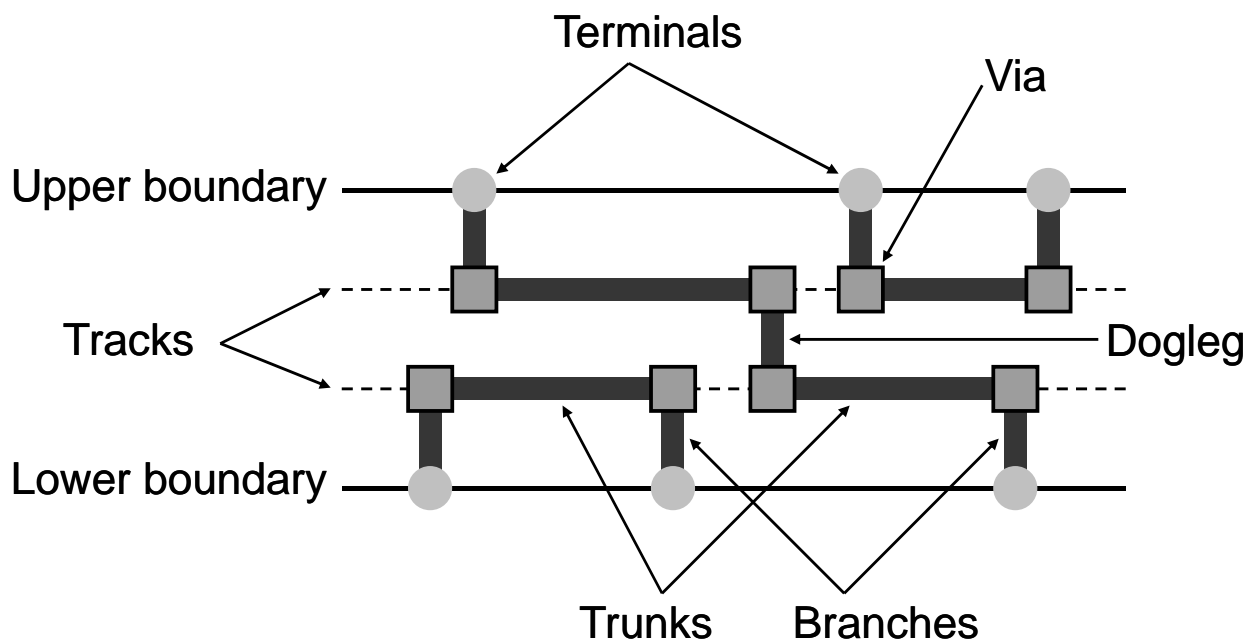 Terminals
Via
Upper boundary
Tracks
Dogleg
Lower boundary
Trunks
Branches